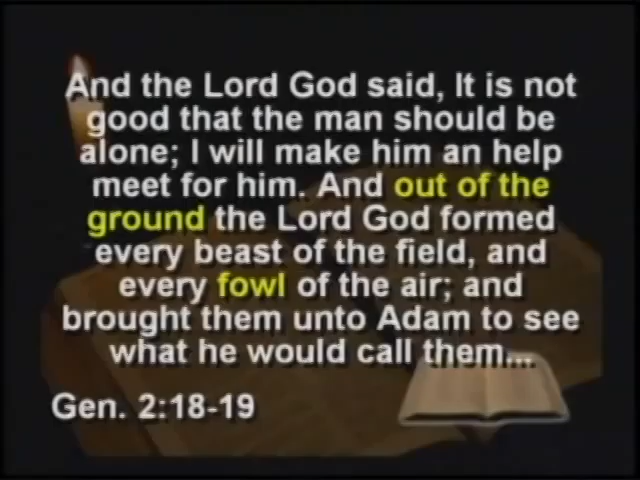 And the Lord God said, It is not
good that the man should be
alone; I will make him an help
meet for him. And out of the
ground the Lord God formed
every beast of the field, and
every fowl of the air; and
brought them unto Adam to see
what he would call them...
Gen. 2:18-19